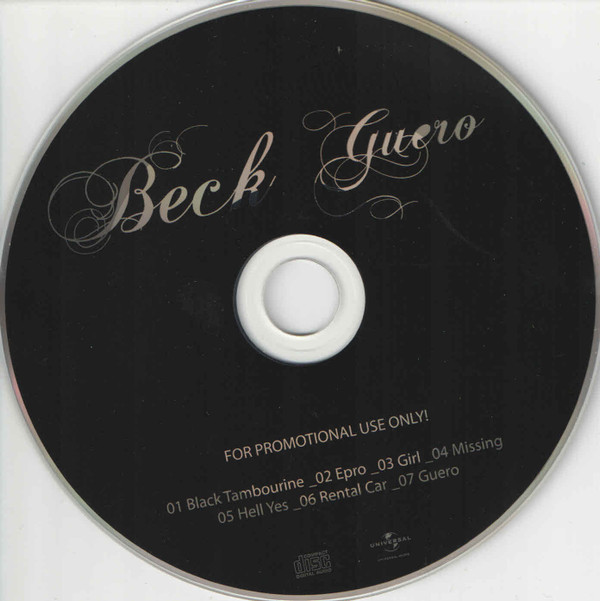 Beck Guero
FOR PROMOTIONAL USE ONLY!
01 Black Tambourine _02 Epro _03 Girl _04 Missing
05 Hell Yes _06 Rental Car _07 Guero
COMPACT
disc
DIGITAL AUDIO
UNIVERSAL